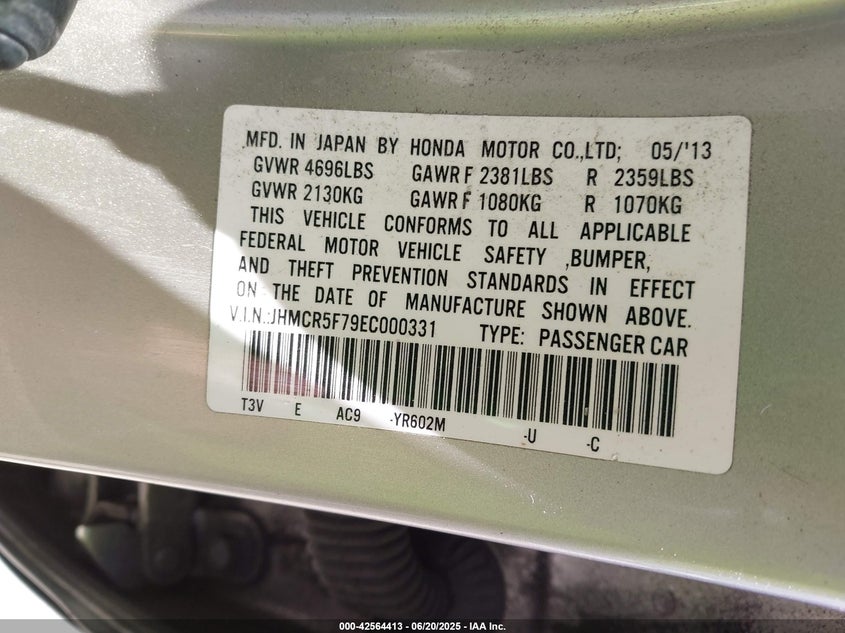 MFD. IN JAPAN BY HONDA MOTOR CO.,LTD; 05/'13
GVWR 4696LBS GAWR F 2381LBS R 2359LBS
GVWR 2130KG GAWR F 1080KG R 1070KG
THIS VEHICLE CONFORMS TO ALL APPLICABLE
FEDERAL MOTOR VEHICLE SAFETY ,BUMPER,
AND THEFT PREVENTION STANDARDS IN EFFECT
ON THE DATE OF MANUFACTURE SHOWN ABOVE.
V.I.N.:JHMCR5F79EC000331 TYPE: PASSENGER CAR
T3V E AC9 -YR602M -U -C
000-42564413 - 06/20/2025 - IAA Inc.